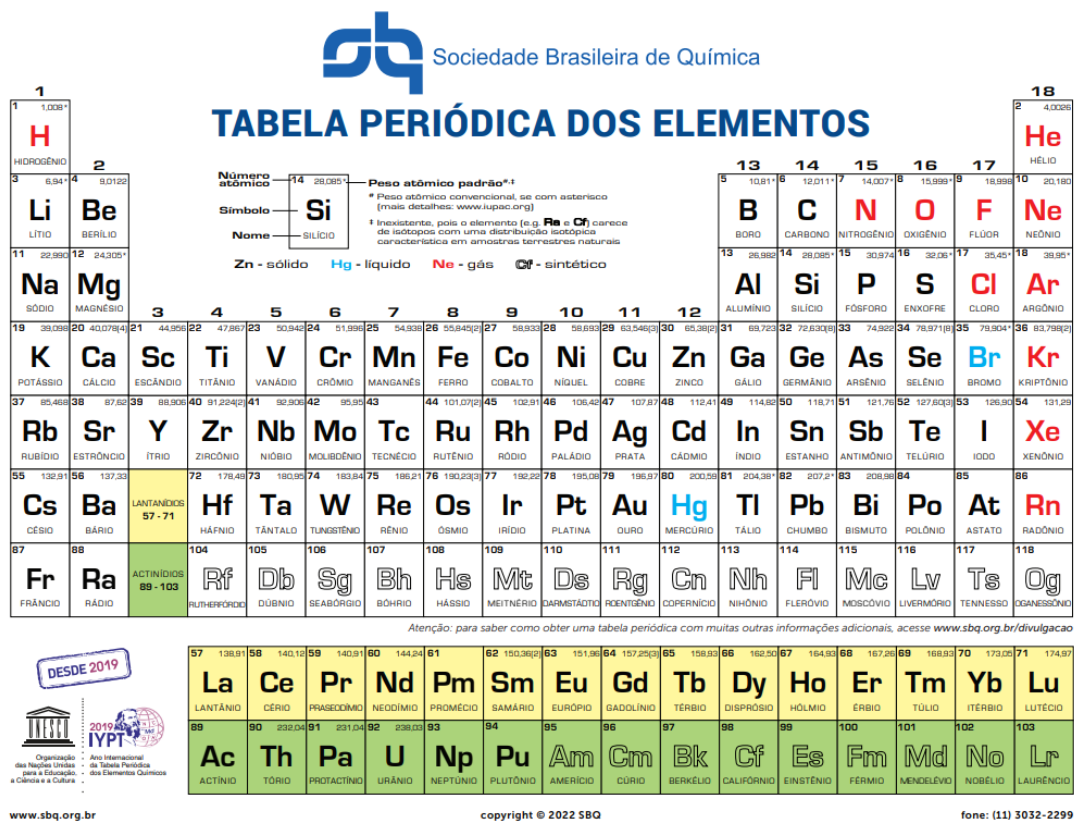 sbq Sociedade Brasileira de Química
TABELA PERIÓDICA DOS ELEMENTOS
1 18
1 1,008* 2 4,0026
H He
HIDROGÊNIO HÉLIO
2 13 14 15 16 17
Número atômico 14 28,085* Peso atômico padrão#,‡
# Peso atômico convencional, se com asterisco
(mais detalhes: www.iupac.org)
Símbolo Si
‡ Inexistente, pois o elemento (e.g. Ra e Cf) carece
de isótopos com uma distribuição isotópica
característica em amostras terrestres naturais
Nome SILÍCIO
Zn - sólido Hg - líquido Ne - gás Cf - sintético
3 6,94* 4 9,0122 5 10,81* 6 12,011* 7 14,007* 8 15,999* 9 18,998 10 20,180
Li Be B C N O F Ne
LÍTIO BERÍLIO BORO CARBONO NITROGÊNIO OXIGÊNIO FLÚOR NEÔNIO
11 22,990 12 24,305* 13 26,982 14 28,085* 15 30,974 16 32,06* 17 35,45* 18 39,95*
Na Mg Al Si P S Cl Ar
SÓDIO MAGNÉSIO ALUMÍNIO SILÍCIO FÓSFORO ENXOFRE CLORO ARGÔNIO
3 4 5 6 7 8 9 10 11 12
19 39,098 20 40,078(4) 21 44,956 22 47,867 23 50,942 24 51,996 25 54,938 26 55,845(2) 27 58,933 28 58,693 29 63,546(3) 30 65,38(2) 31 69,723 32 72,630(8) 33 74,922 34 78,971(8) 35 79,904* 36 83,798(2)
K Ca Sc Ti V Cr Mn Fe Co Ni Cu Zn Ga Ge As Se Br Kr
POTÁSSIO CÁLCIO ESCÂNDIO TITÂNIO VANÁDIO CRÔMIO MANGANÊS FERRO COBALTO NÍQUEL COBRE ZINCO GÁLIO GERMÂNIO ARSÊNIO SELÊNIO BROMO KRIPTÔNIO
37 85,468 38 87,62 39 88,906 40 91,224(2) 41 92,906 42 95,95 43 44 101,07(2) 45 102,91 46 106,42 47 107,87 48 112,41 49 114,82 50 118,71 51 121,76 52 127,60(3) 53 126,90 54 131,29
Rb Sr Y Zr Nb Mo Tc Ru Rh Pd Ag Cd In Sn Sb Te I Xe
RUBÍDIO ESTRÔNCIO ÍTRIO ZIRCÔNIO NIÓBIO MOLIBDÊNIO TECNÉCIO RUTÊNIO RÓDIO PALÁDIO PRATA CÁDMIO ÍNDIO ESTANHO ANTIMÔNIO TELÚRIO IODO XENÔNIO
55 132,91 56 137,33 LANTANÍDIOS 57 - 71 72 178,49 73 180,95 74 183,84 75 186,21 76 190,23(3) 77 192,22 78 195,08 79 196,97 80 200,59 81 204,38* 82 207,2* 83 208,98 84 85 86
Cs Ba Hf Ta W Re Os Ir Pt Au Hg Tl Pb Bi Po At Rn
CÉSIO BÁRIO HÁFNIO TÂNTALO TUNGSTÊNIO RÊNIO ÓSMIO IRÍDIO PLATINA OURO MERCÚRIO TÁLIO CHUMBO BISMUTO POLÔNIO ASTATO RADÔNIO
87 88 ACTINÍDIOS 89 - 103 104 105 106 107 108 109 110 111 112 113 114 115 116 117 118
Fr Ra Rf Db Sg Bh Hs Mt Ds Rg Cn Nh Fl Mc Lv Ts Og
FRÂNCIO RÁDIO RUTHERFÓRDIO DÚBNIO SEABÓRGIO BÓHRIO HÁSSIO MEITNÉRIO DARMSTÁDTIO ROENTGÊNIO COPERNÍCIO NIHÔNIO FLERÓVIO MOSCÓVIO LIVERMÓRIO TENNESSO OGANESSÔNIO
Atenção: para saber como obter uma tabela periódica com muitas outras informações adicionais, acesse www.sbq.org.br/divulgacao
DESDE 2019
57 138,91 58 140,12 59 140,91 60 144,24 61 62 150,36(2) 63 151,96 64 157,25(3) 65 158,93 66 162,50 67 164,93 68 167,26 69 168,93 70 173,05 71 174,97
La Ce Pr Nd Pm Sm Eu Gd Tb Dy Ho Er Tm Yb Lu
LANTÂNIO CÉRIO PRASEODÍMIO NEODÍMIO PROMÉCIO SAMÁRIO EURÓPIO GADOLÍNIO TÉRBIO DISPRÓSIO HÓLMIO ÉRBIO TÚLIO ITÉRBIO LUTÉCIO
89 90 232,04 91 231,04 92 238,03 93 94 95 96 97 98 99 100 101 102 103
Ac Th Pa U Np Pu Am Cm Bk Cf Es Fm Md No Lr
ACTÍNIO TÓRIO PROTACTÍNIO URÂNIO NEPTÚNIO PLUTÔNIO AMERÍCIO CÚRIO BERKÉLIO CALIFÓRNIO EINSTÊNIO FÉRMIO MENDELÉVIO NOBÉLIO LAURÊNCIO
UNESCO
2019 IYPT
Organização
das Nações Unidas
para a Educação,
a Ciência e a Cultura
Ano Internacional
da Tabela Periódica
dos Elementos Químicos
www.sbq.org.br copyright © 2022 SBQ fone: (11) 3032-2299